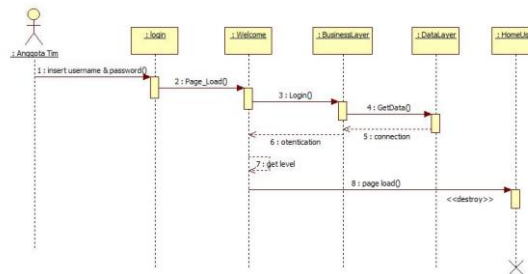 : Anggota Tim
: login
: Welcome
: BusinessLayer
: DataLayer
: HomeUs
1 : insert username & password()
2 : Page_Load()
3 : Login()
4 : GetData()
5 : connection
6 : otentication
7 : get level
8 : page load()
<<destroy>>